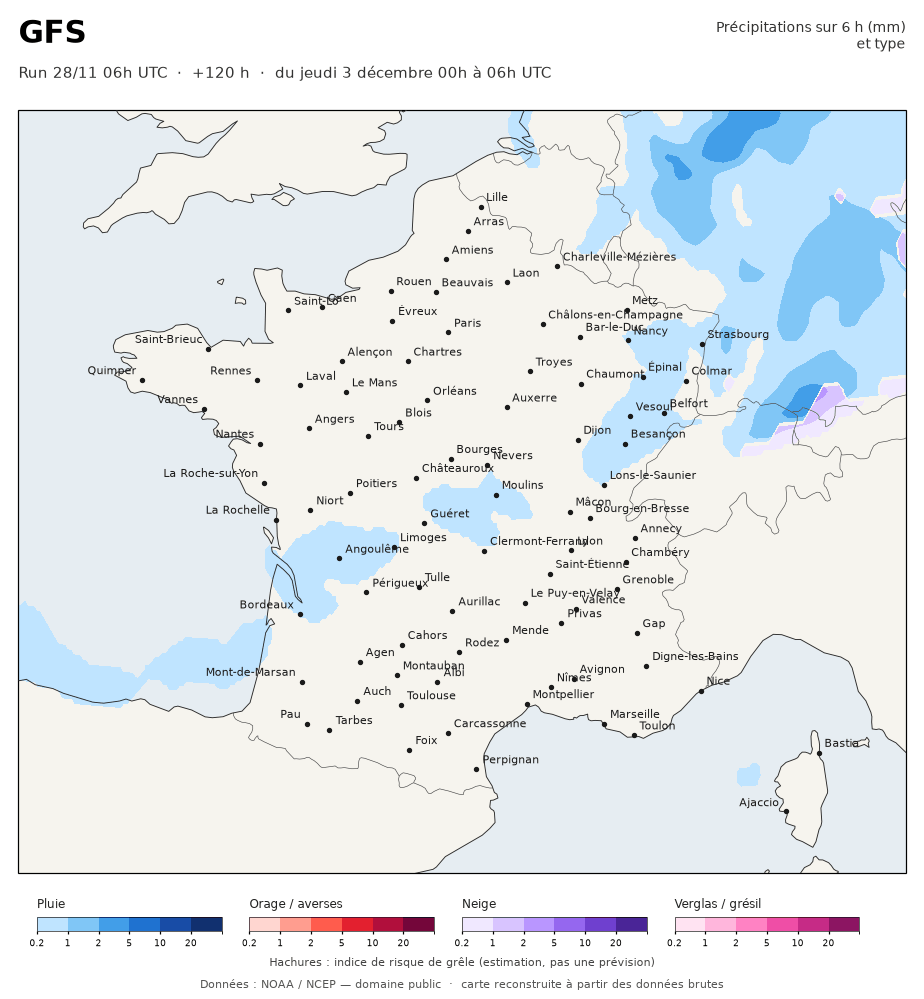 GFS
Précipitations sur 6 h (mm)
et type
Run 28/11 06h UTC · +120 h · du jeudi 3 décembre 00h à 06h UTC
Lille
Arras
Amiens
Charleville-Mézières
Laon
Rouen
Beauvais
Saint-Lô
Caen
Metz
Évreux
Châlons-en-Champagne
Paris
Bar-le-Duc
Nancy
Strasbourg
Saint-Brieuc
Alençon
Chartres
Troyes
Quimper
Rennes
Laval
Le Mans
Chaumont
Épinal
Colmar
Vannes
Orléans
Auxerre
Blois
Vesoul
Belfort
Angers
Tours
Nantes
Dijon
Besançon
Bourges
Nevers
La Roche-sur-Yon
Châteauroux
Lons-le-Saunier
Poitiers
Moulins
Niort
Mâcon
La Rochelle
Guéret
Bourg-en-Bresse
Annecy
Limoges
Clermont-Ferrand
Lyon
Angoulême
Chambéry
Saint-Étienne
Périgueux
Tulle
Grenoble
Le Puy-en-Velay
Valence
Bordeaux
Aurillac
Privas
Gap
Mende
Cahors
Rodez
Digne-les-Bains
Agen
Mont-de-Marsan
Montauban
Albi
Avignon
Nîmes
Nice
Auch
Toulouse
Montpellier
Pau
Tarbes
Carcassonne
Marseille
Toulon
Foix
Bastia
Perpignan
Ajaccio
Pluie
Orage / averses
Neige
Verglas / grésil
0.2 1 2 5 10 20
0.2 1 2 5 10 20
0.2 1 2 5 10 20
0.2 1 2 5 10 20
Hachures : indice de risque de grêle (estimation, pas une prévision)
Données : NOAA / NCEP — domaine public · carte reconstruite à partir des données brutes